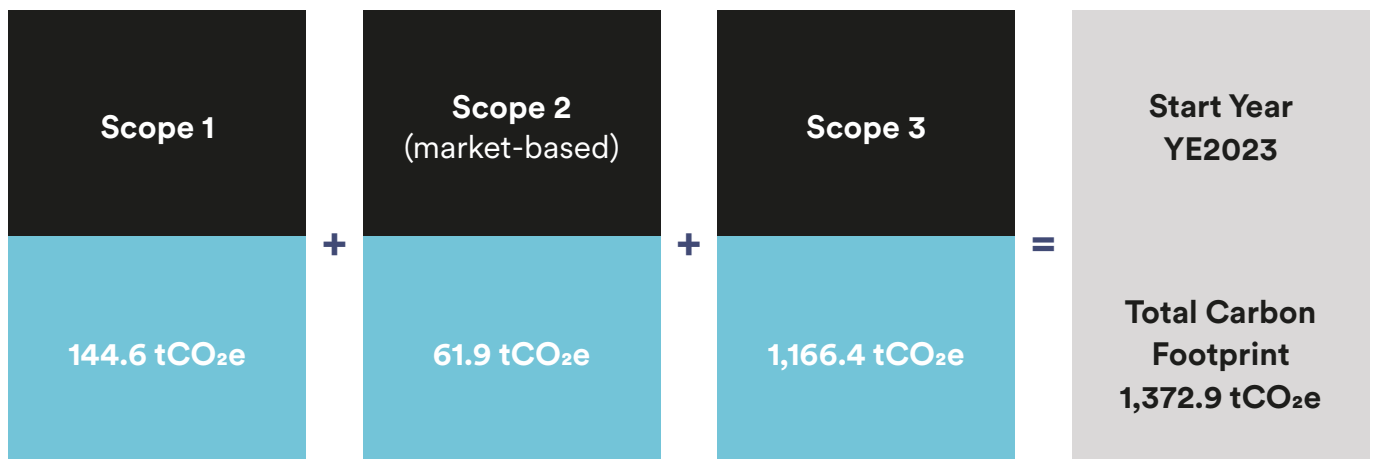 Scope 1
144.6 tCO₂e
+
Scope 2
(market-based)
61.9 tCO₂e
+
Scope 3
1,166.4 tCO₂e
=
Start Year
YE2023
Total Carbon
Footprint
1,372.9 tCO₂e